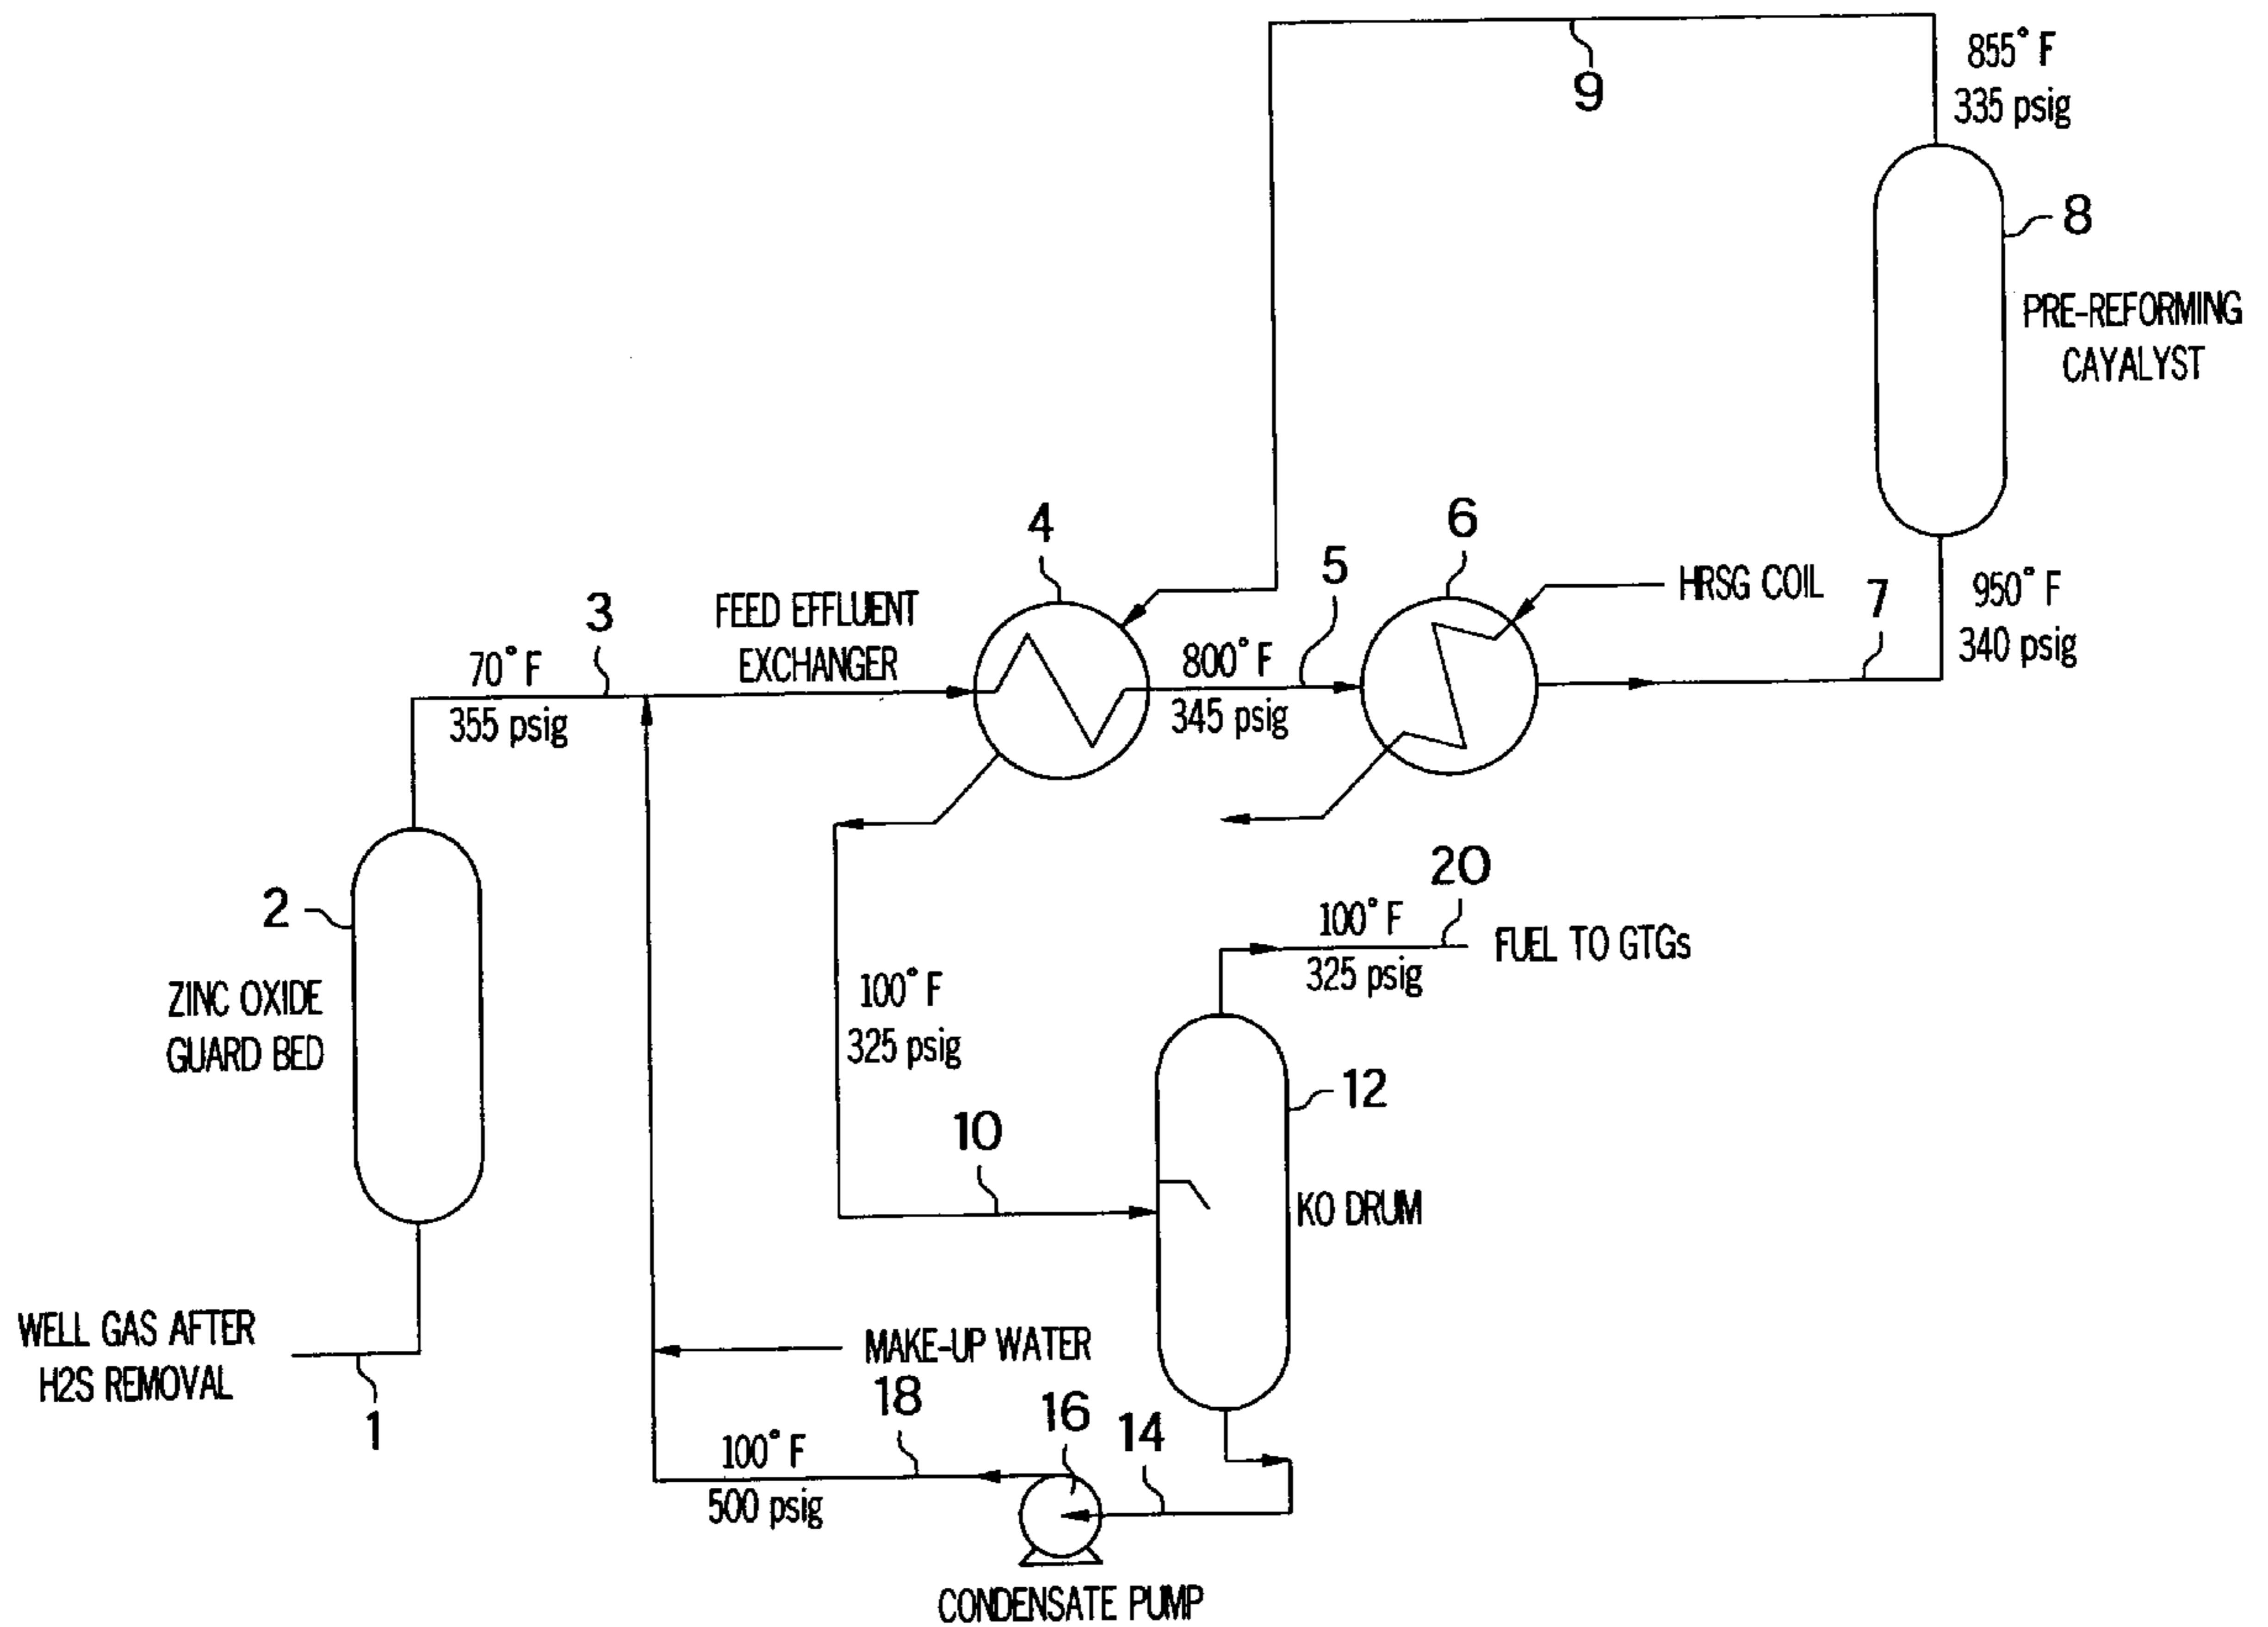 9
855° F
335 psig
8
PRE-REFORMING
CAYALYST
4
6
5
HRSG COIL
7
950° F
340 psig
3
FEED EFFLUENT
EXCHANGER
70° F
355 psig
800° F
345 psig
2
ZINC OXIDE
GUARD BED
20
100° F
325 psig
FUEL TO GTGs
100° F
325 psig
12
10
KO DRUM
WELL GAS AFTER
H2S REMOVAL
1
MAKE-UP WATER
18
16
14
100° F
500 psig
CONDENSATE PUMP